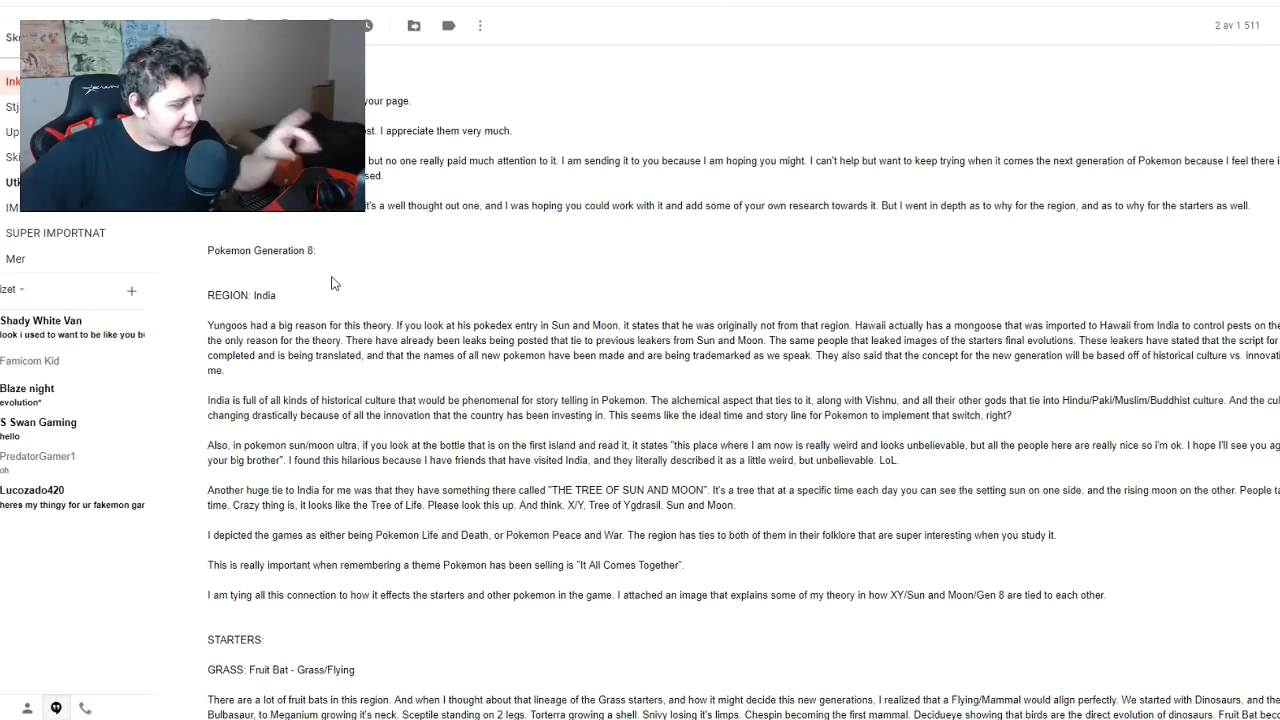 2 av 1 511
Sk
Ink
your page.
Stj
Up
st. I appreciate them very much.
Ski
but no one really paid much attention to it. I am sending it to you because I am hoping you might. I can't help but want to keep trying when it comes the next generation of Pokemon because I feel there i
sed.
Utk
IM
it's a well thought out one, and I was hoping you could work with it and add some of your own research towards it. But I went in depth as to why for the region, and as to why for the starters as well.
SUPER IMPORTNAT
Mer
Pokemon Generation 8:
izet
REGION: India
Shady White Van
look i used to want to be like you bu
Famicom Kid
Blaze night
evolution*
S Swan Gaming
hello
PredatorGamer1
oh
Lucozado420
heres my thingy for ur fakemon gar
Yungoos had a big reason for this theory. If you look at his pokedex entry in Sun and Moon, it states that he was originally not from that region. Hawaii actually has a mongoose that was imported to Hawaii from India to control pests on the
the only reason for the theory. There have already been leaks being posted that tie to previous leakers from Sun and Moon. The same people that leaked images of the starters final evolutions. These leakers have stated that the script for
completed and is being translated, and that the names of all new pokemon have been made and are being trademarked as we speak. They also said that the concept for the new generation will be based off of historical culture vs. innovati
me.
India is full of all kinds of historical culture that would be phenomenal for story telling in Pokemon. The alchemical aspect that ties to it, along with Vishnu, and all their other gods that tie into Hindu/Paki/Muslim/Buddhist culture. And the cul
changing drastically because of all the innovation that the country has been investing in. This seems like the ideal time and story line for Pokemon to implement that switch, right?
Also, in pokemon sun/moon ultra, if you look at the bottle that is on the first island and read it, it states "this place where I am now is really weird and looks unbelievable, but all the people here are really nice so i'm ok. I hope I'll see you ag
your big brother". I found this hilarious because I have friends that have visited India, and they literally described it as a little weird, but unbelievable. LoL.
Another huge tie to India for me was that they have something there called "THE TREE OF SUN AND MOON". It's a tree that at a specific time each day you can see the setting sun on one side, and the rising moon on the other. People ta
time. Crazy thing is, it looks like the Tree of Life. Please look this up. And think. X/Y, Tree of Ygdrasil. Sun and Moon.
I depicted the games as either being Pokemon Life and Death, or Pokemon Peace and War. The region has ties to both of them in their folklore that are super interesting when you study it.
This is really important when remembering a theme Pokemon has been selling is "It All Comes Together".
I am tying all this connection to how it effects the starters and other pokemon in the game. I attached an image that explains some of my theory in how XY/Sun and Moon/Gen 8 are tied to each other.
STARTERS:
GRASS: Fruit Bat - Grass/Flying
There are a lot of fruit bats in this region. And when I thought about that lineage of the Grass starters, and how it might decide this new generations, I realized that a Flying/Mammal would align perfectly. We started with Dinosaurs, and the
Bulbasaur, to Meganium growing it's neck. Sceptile standing on 2 legs. Torterra growing a shell. Snivy losing it's limps. Chespin becoming the first mammal. Decidueye showing that birds are the direct evolution of dinosaurs. Fruit Bat bec